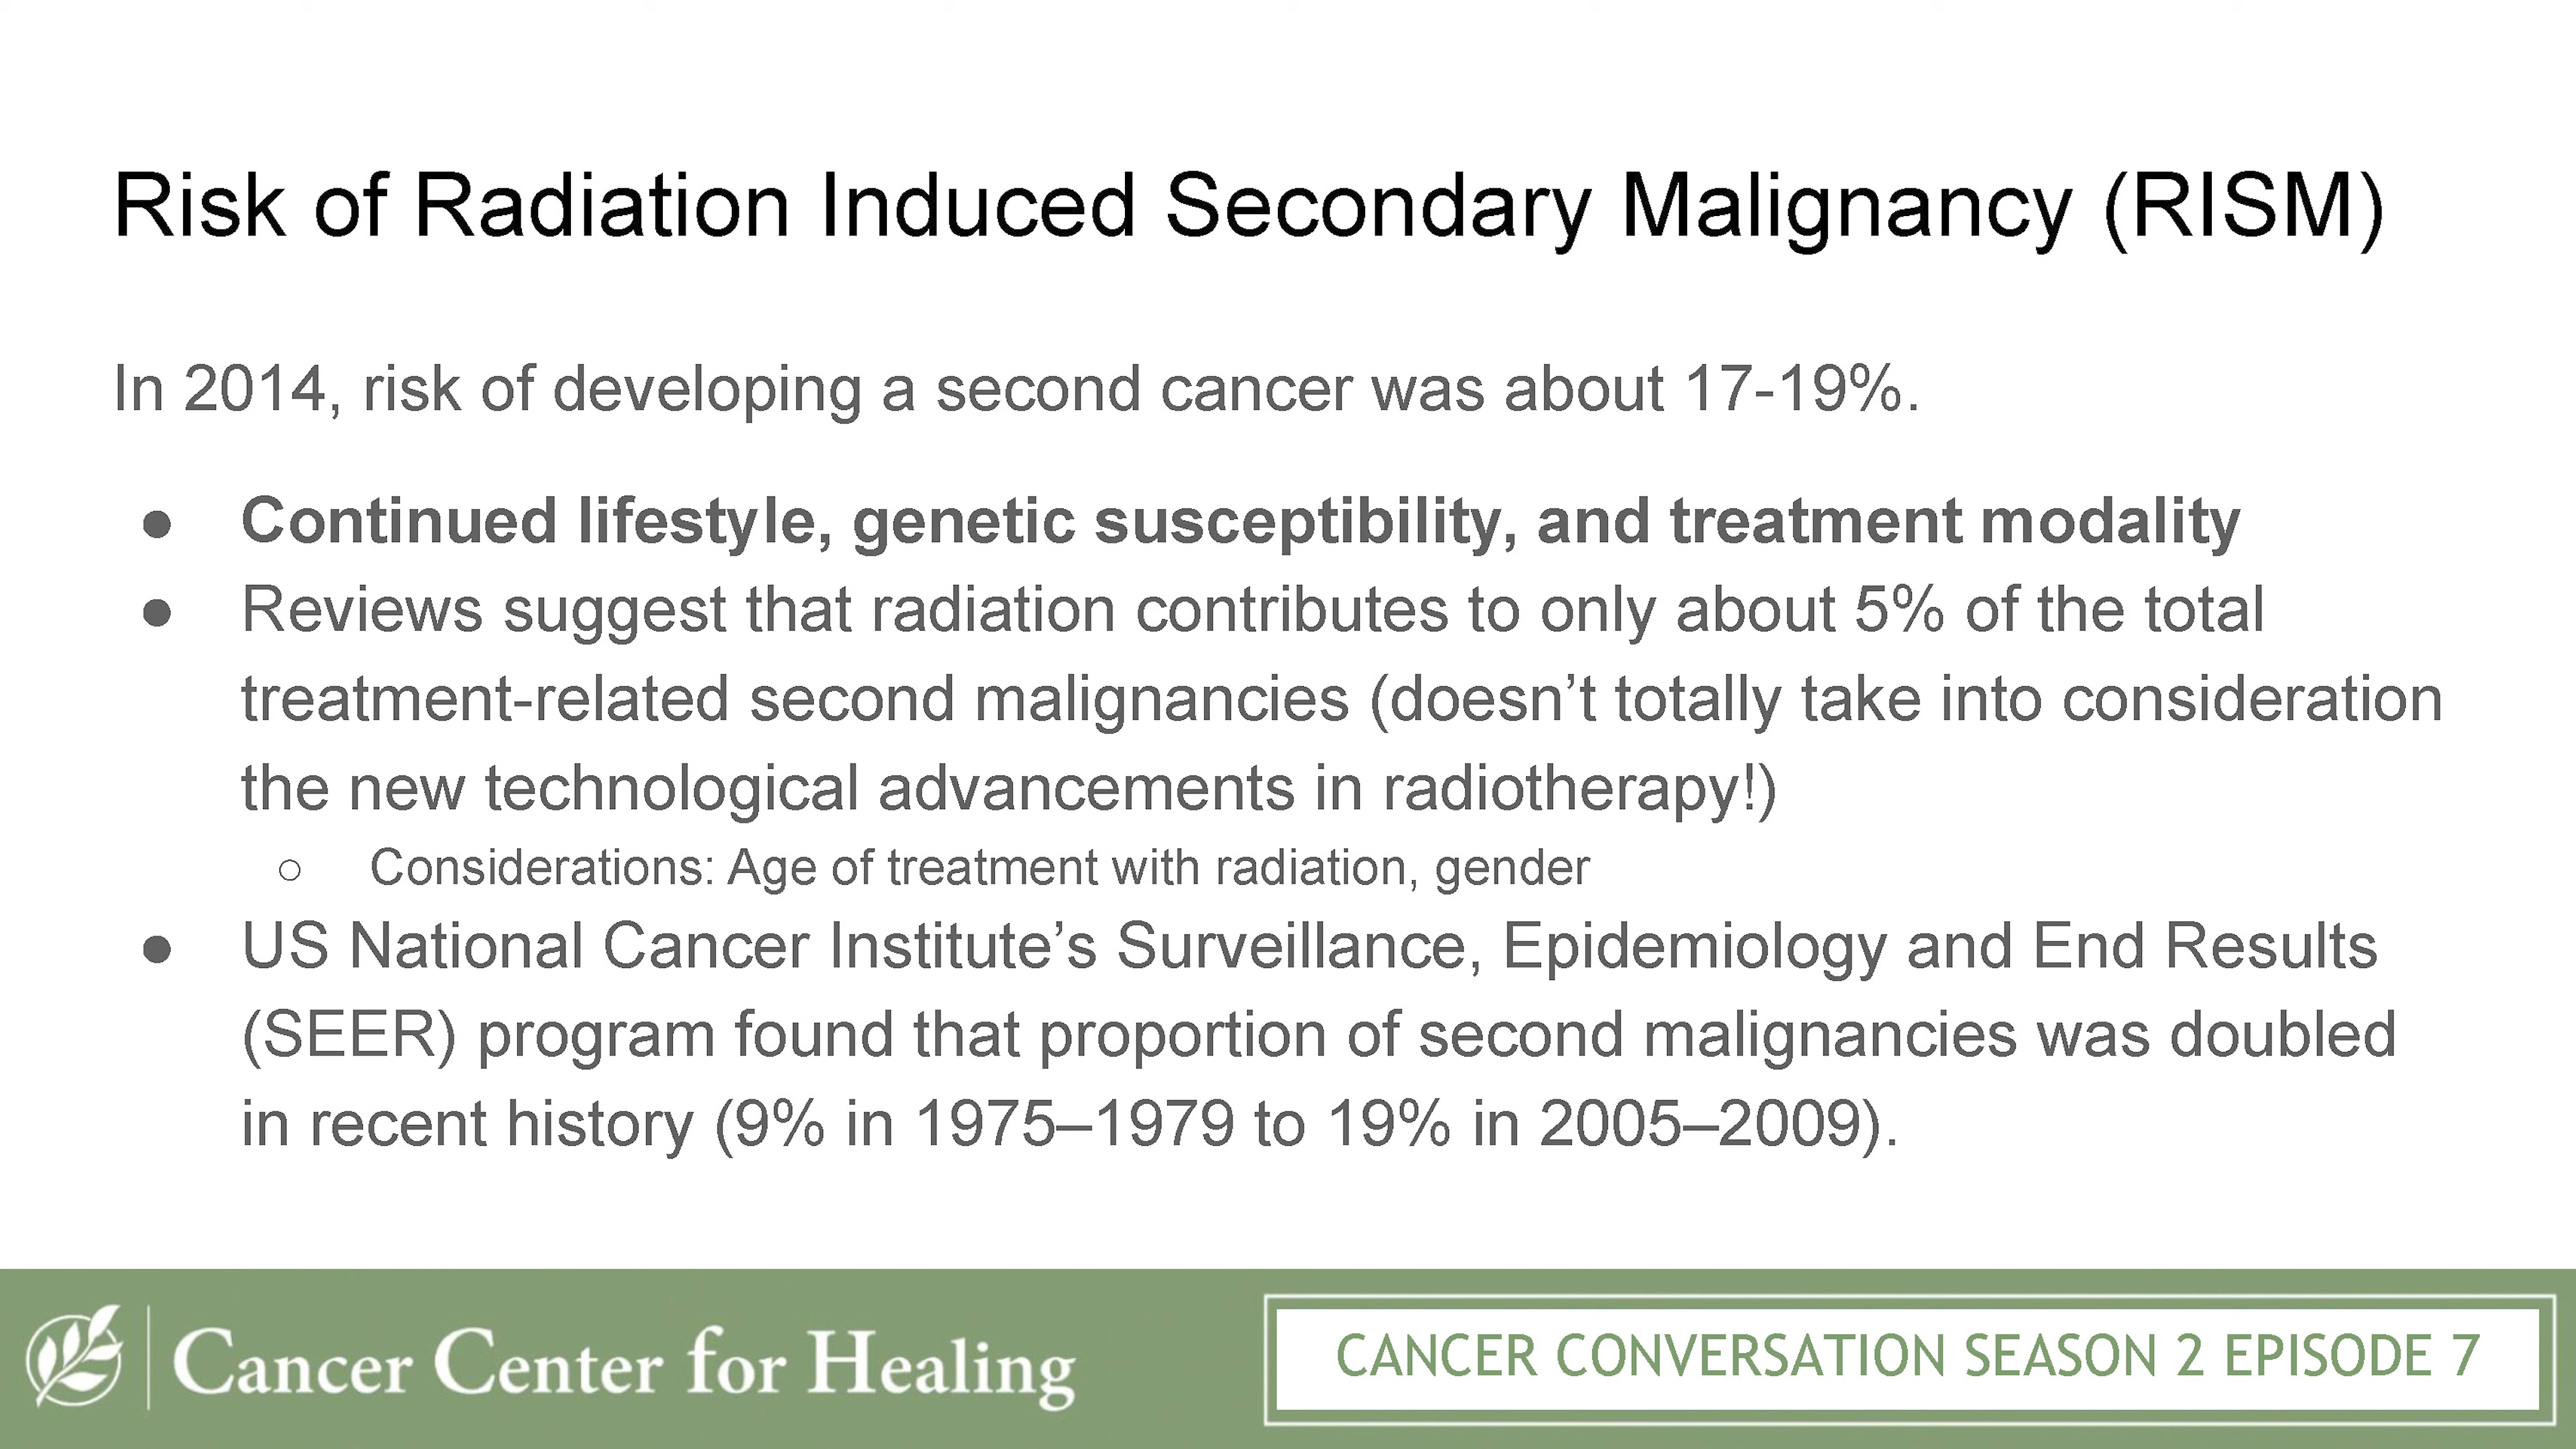 Risk of Radiation Induced Secondary Malignancy (RISM)
In 2014, risk of developing a second cancer was about 17-19%.
● Continued lifestyle, genetic susceptibility, and treatment modality
● Reviews suggest that radiation contributes to only about 5% of the total
treatment-related second malignancies (doesn’t totally take into consideration
the new technological advancements in radiotherapy!)
○ Considerations: Age of treatment with radiation, gender
● US National Cancer Institute’s Surveillance, Epidemiology and End Results
(SEER) program found that proportion of second malignancies was doubled
in recent history (9% in 1975–1979 to 19% in 2005–2009).
Cancer Center for Healing
CANCER CONVERSATION SEASON 2 EPISODE 7